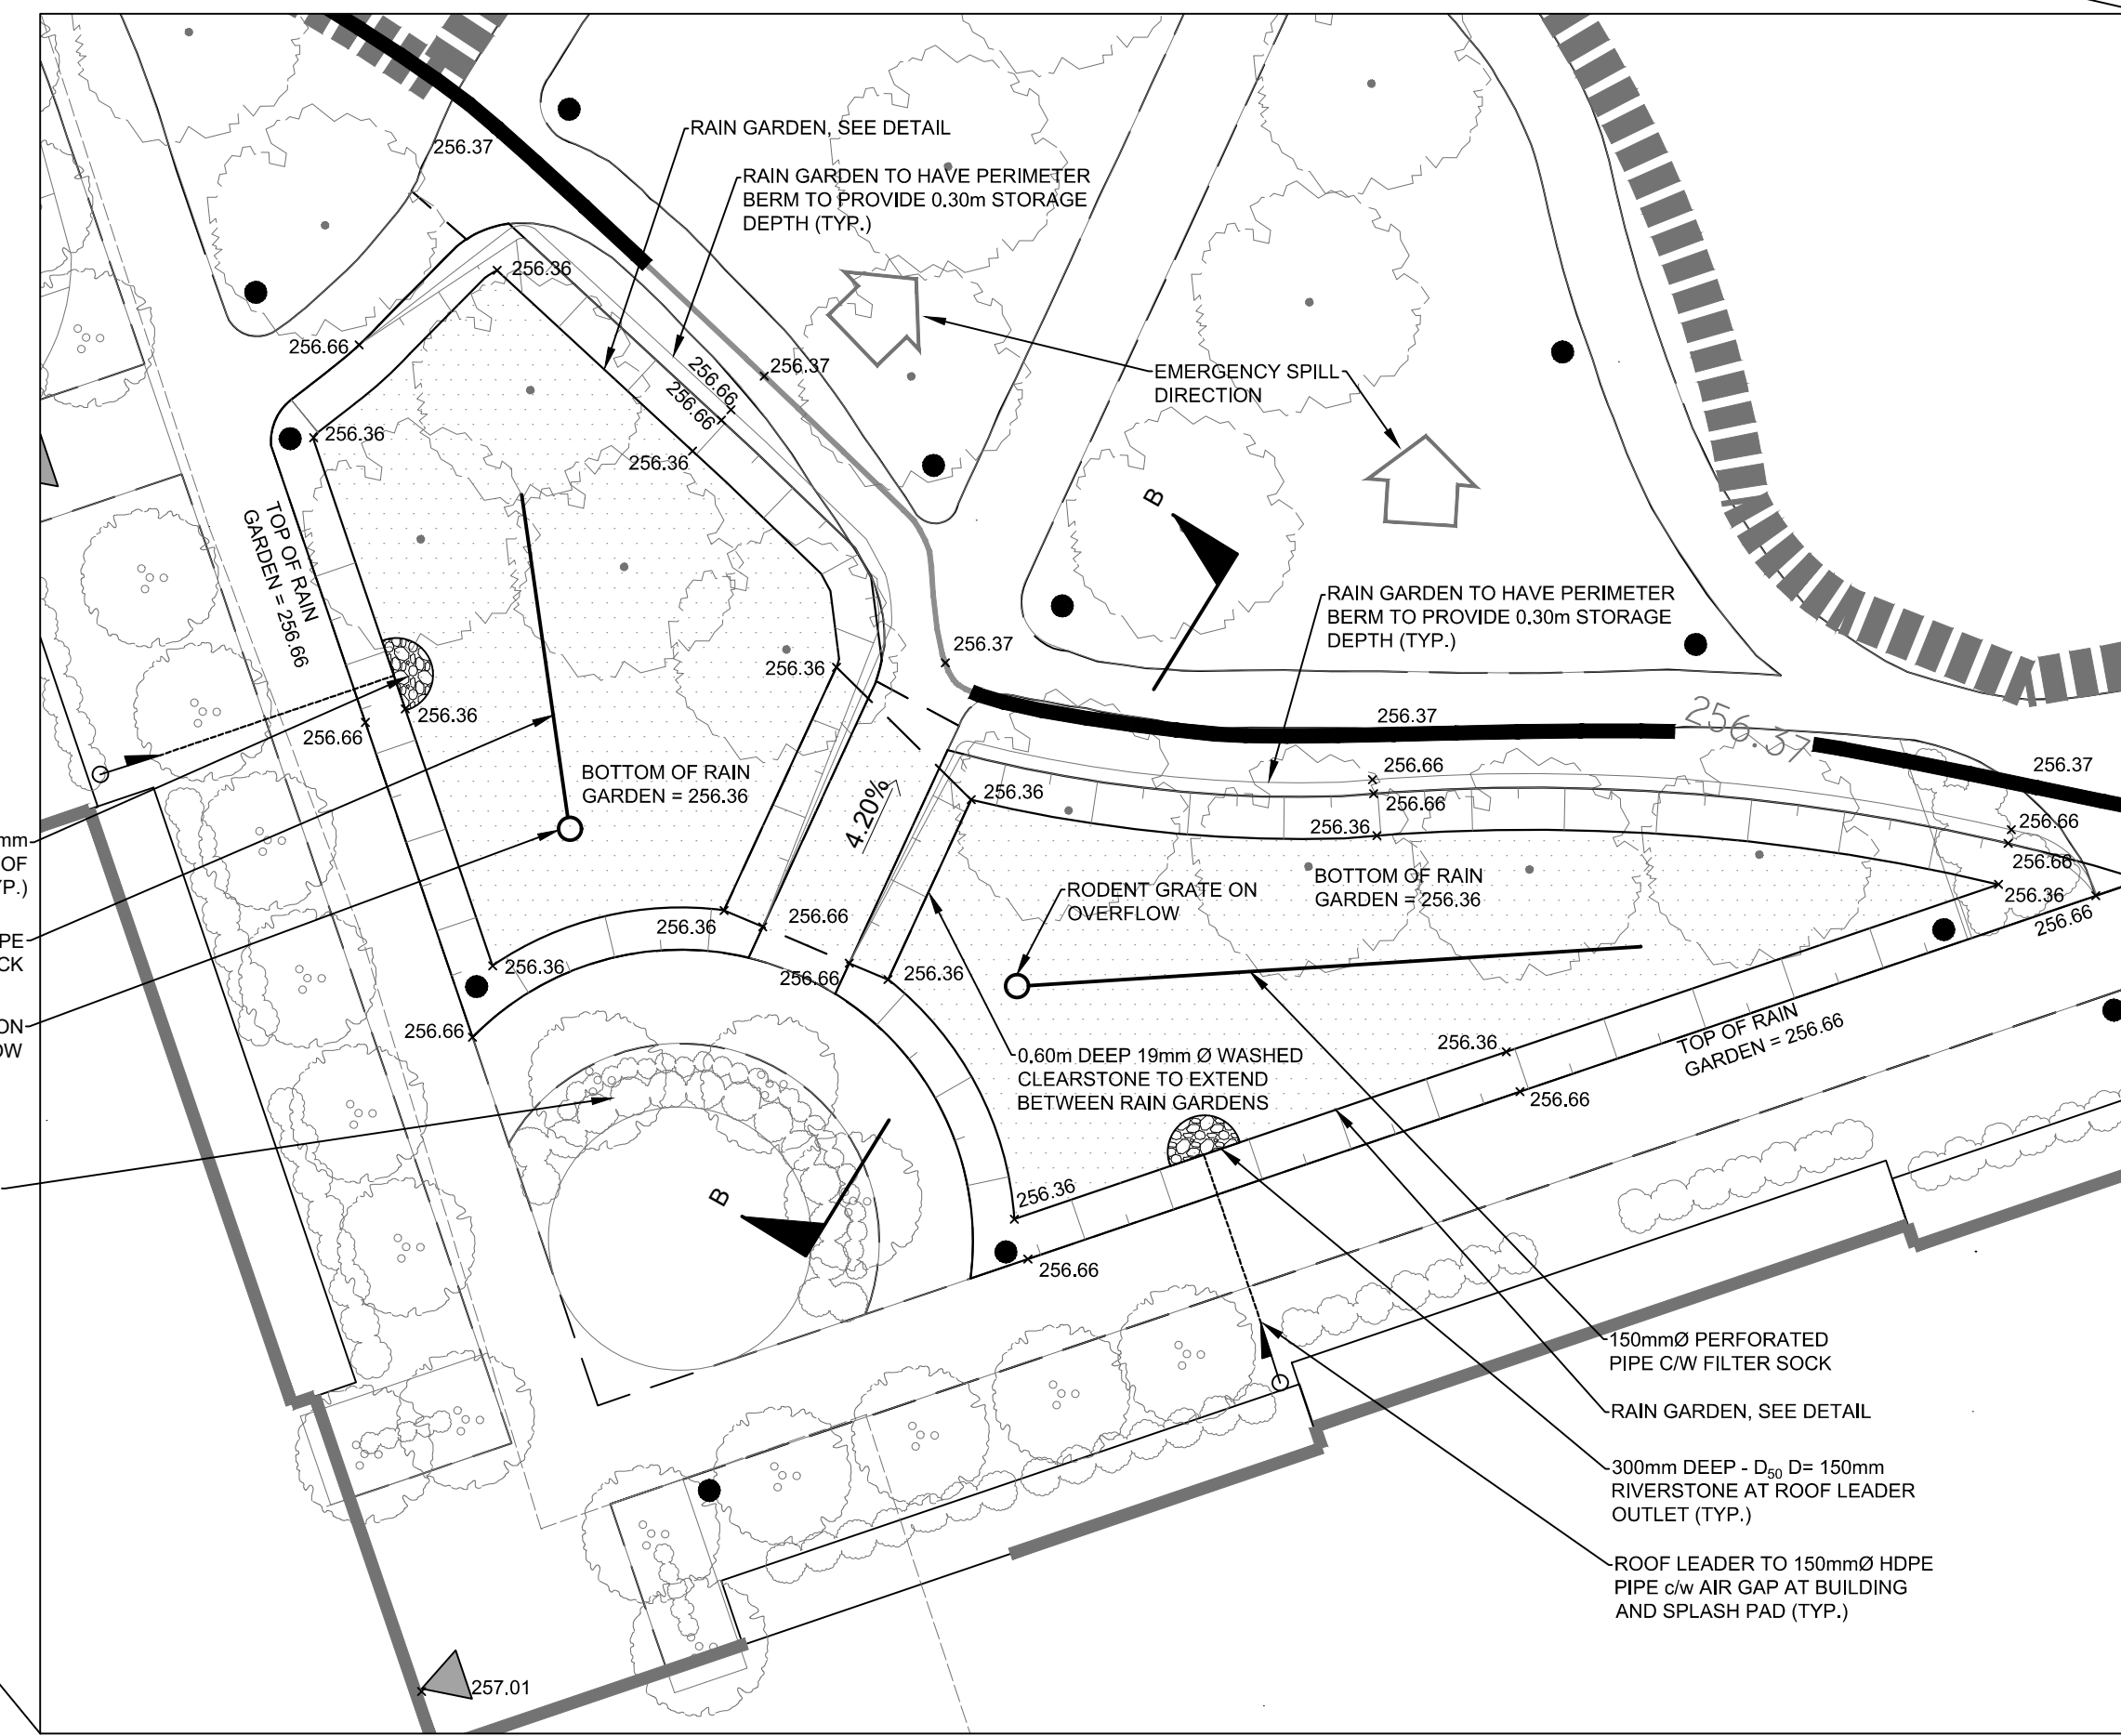 256.37
RAIN GARDEN, SEE DETAIL
RAIN GARDEN TO HAVE PERIMETER
BERM TO PROVIDE 0.30m STORAGE
DEPTH (TYP.)
256.36
256.66
256.37
256.66
256.66
256.36
256.36
EMERGENCY SPILL
DIRECTION
B
TOP OF RAIN
GARDEN = 256.66
RAIN GARDEN TO HAVE PERIMETER
BERM TO PROVIDE 0.30m STORAGE
DEPTH (TYP.)
256.37
256.36
256.36
256.66
256.37
256.37
256.37
256.66
256.66
256.36
256.36
BOTTOM OF RAIN
GARDEN = 256.36
4.20%
mm
OF
YP.)
PE
CK
ON
OW
256.66
256.66
256.36
256.66
BOTTOM OF RAIN
GARDEN = 256.36
RODENT GRATE ON
OVERFLOW
256.36
256.66
256.36
256.66
256.36
256.66
0.60m DEEP 19mm Ø WASHED
CLEARSTONE TO EXTEND
BETWEEN RAIN GARDENS
256.36
TOP OF RAIN
GARDEN = 256.66
256.66
256.36
B
256.66
150mmØ PERFORATED
PIPE C/W FILTER SOCK
RAIN GARDEN, SEE DETAIL
300mm DEEP - D50 D= 150mm
RIVERSTONE AT ROOF LEADER
OUTLET (TYP.)
ROOF LEADER TO 150mmØ HDPE
PIPE c/w AIR GAP AT BUILDING
AND SPLASH PAD (TYP.)
257.01